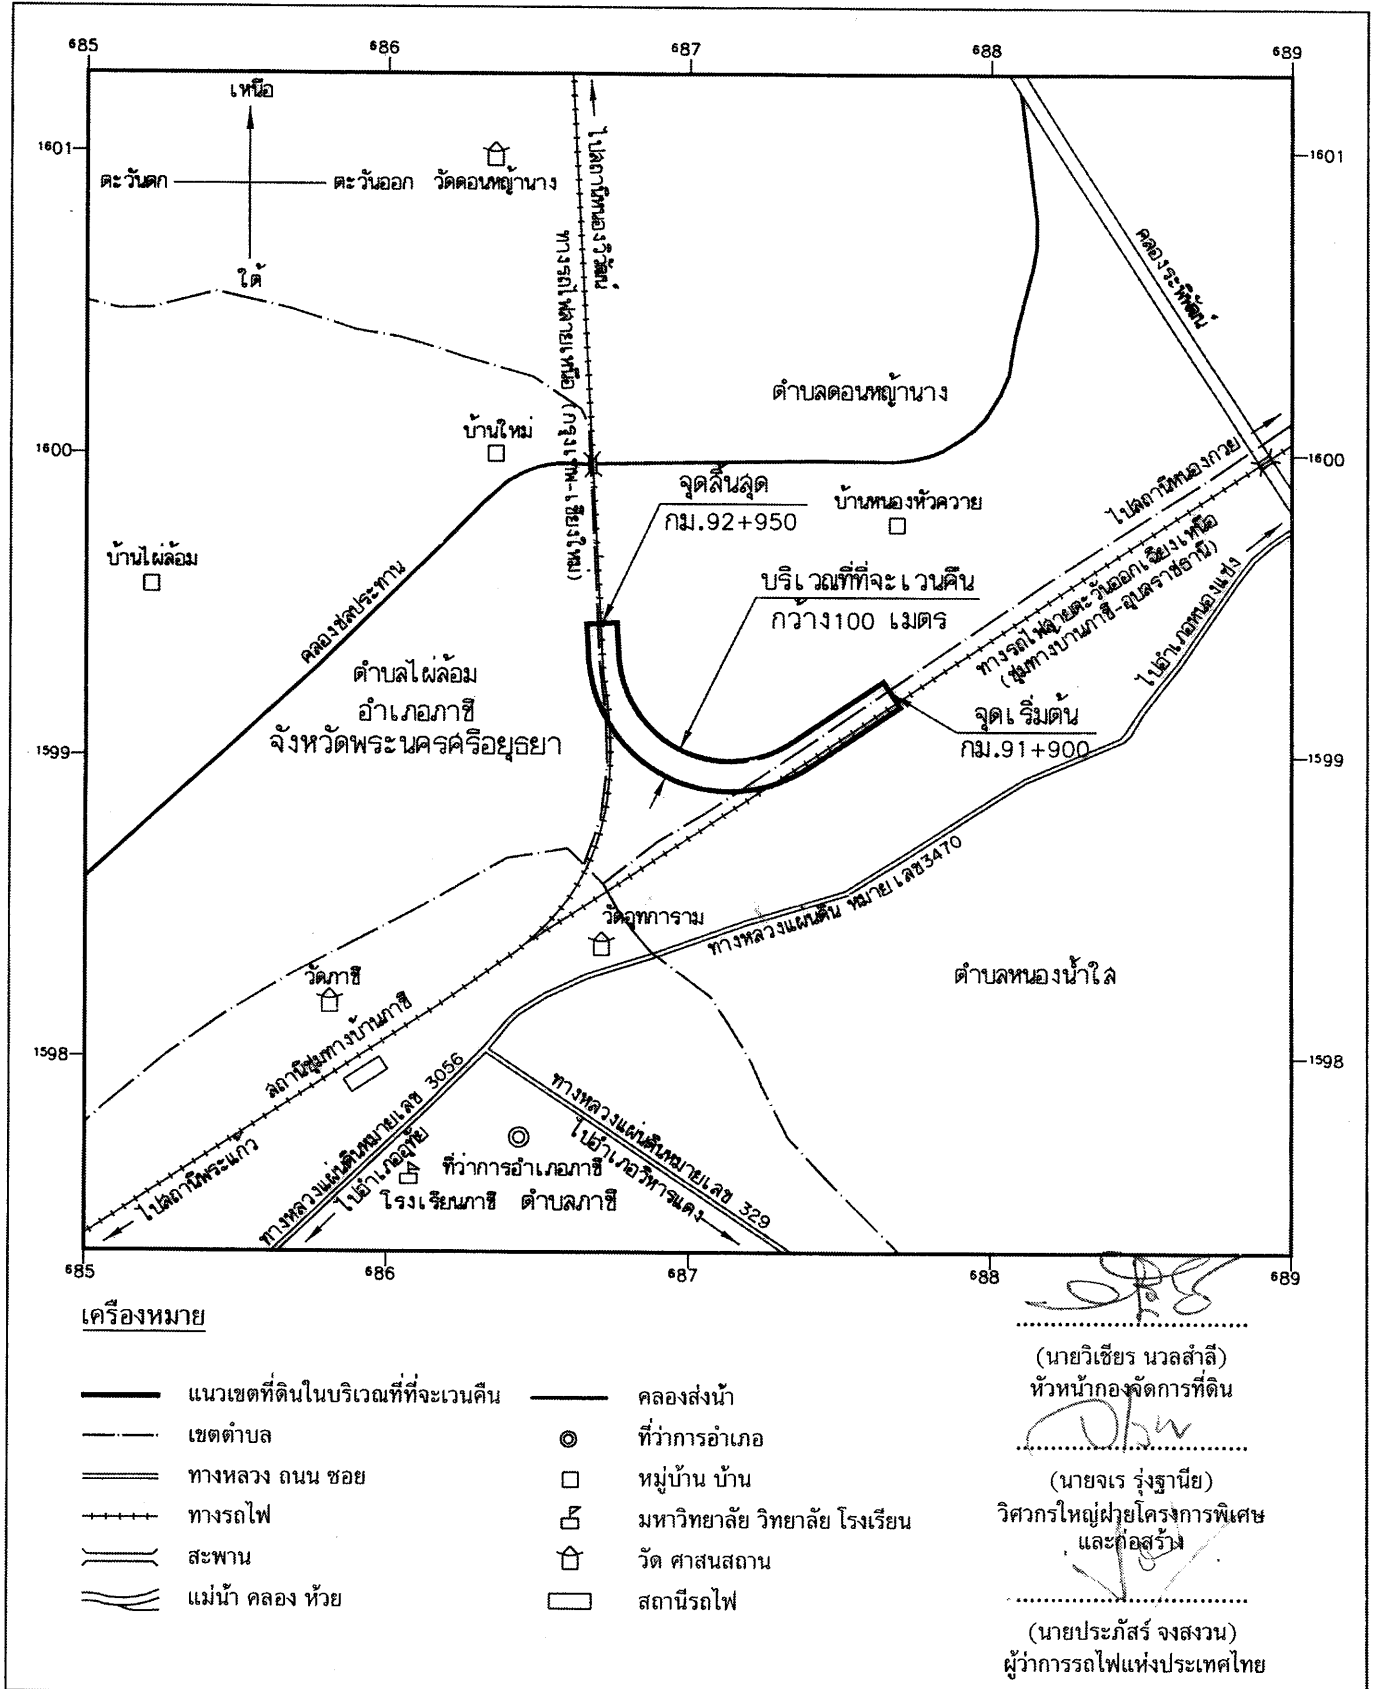 685 686 687 688 689
เหนือ
1601 1601
ตะวันตก ตะวันออก วัดดอนหญ้านาง
ใต้
ไปสถานีหนองวิวัฒน์
ทางรถไฟสายเหนือ (กรุงเทพ-เชียงใหม่)
คลองระพีพัฒน์
ตำบลดอนหญ้านาง
บ้านใหม่
1600 1600
ไปสถานีหนองกวย
จุดสิ้นสุด
กม.92+950
บ้านหนองหัวควาย
บ้านไผ่ล้อม
บริเวณที่ที่จะเวนคืน
กว้าง100 เมตร
ทางรถไฟสายตะวันออกเฉียงเหนือ
(ชุมทางบ้านภาชี-อุบลราชธานี)
ไปอำเภอหนองแซง
คลองชลประทาน
ตำบลไผ่ล้อม
อำเภอภาชี
จังหวัดพระนครศรีอยุธยา
จุดเริ่มต้น
กม.91+900
1599 1599
ทางหลวงแผ่นดิน หมายเลข3470
วัดอุทการาม
วัดภาชี
ตำบลหนองน้ำใส
สถานีชุมทางบ้านภาชี
1598 1598
ทางหลวงแผ่นดินหมายเลข 3056
ไปอำเภออุทัย
ทางหลวงแผ่นดินหมายเลข 329
ไปอำเภอวิหารแดง
ไปสถานีพระแก้ว
ที่ว่าการอำเภอภาชี
โรงเรียนภาชี ตำบลภาชี
685 686 687 688 689
เครื่องหมาย
แนวเขตที่ดินในบริเวณที่ที่จะเวนคืน
เขตตำบล
ทางหลวง ถนน ซอย
ทางรถไฟ
สะพาน
แม่น้ำ คลอง ห้วย
คลองส่งน้ำ
ที่ว่าการอำเภอ
หมู่บ้าน บ้าน
มหาวิทยาลัย วิทยาลัย โรงเรียน
วัด ศาสนสถาน
สถานีรถไฟ
(นายวิเชียร นวลสำลี)
หัวหน้ากองจัดการที่ดิน
(นายจเร รุ่งฐานีย)
วิศวกรใหญ่ฝ่ายโครงการพิเศษ
และก่อสร้าง
(นายประภัสร์ จงสงวน)
ผู้ว่าการรถไฟแห่งประเทศไทย